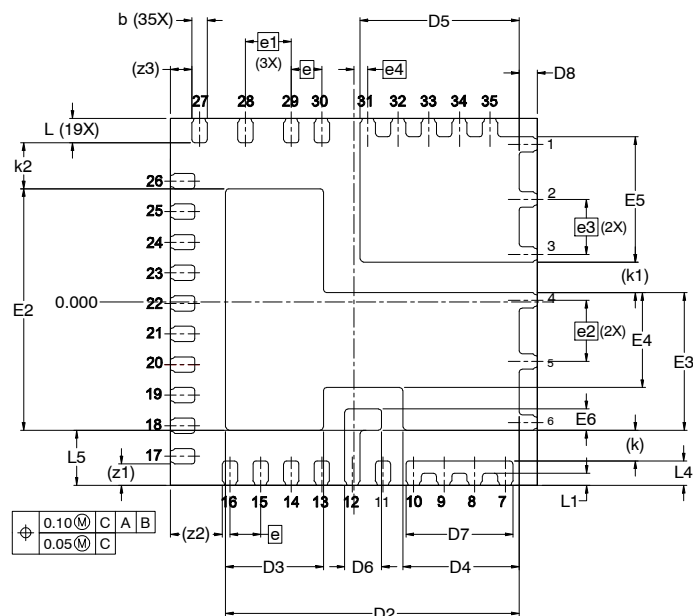 b (35X)
D5
e1
(3X)
e
(z3)
e4
D8
27 28 29 30 31 32 33 34 35
L (19X)
k2
1
26
2
25
E5
24
e3 (2X)
3
23
(k1)
0.000
22
4
E2
21
e2 (2X)
E4
E3
20
5
19
18
6
E6
L5
17
(z1)
(k)
L4
16 15 14 13 12 11 10 9 8 7
L1
0.10 M C A B
0.05 M C
(z2)
e
D7
D3
D6
D4
D2